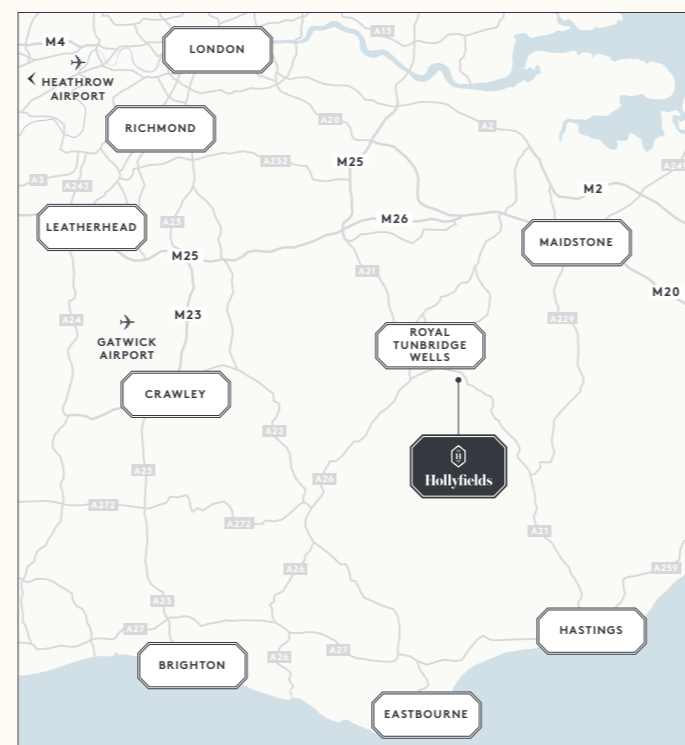 A13
LONDON
M4
HEATHROW
AIRPORT
A20
A2
RICHMOND
M25
A232
A3
A243
M2
A23
M26
LEATHERHEAD
MAIDSTONE
M25
A21
M20
M23
A24
A229
GATWICK
AIRPORT
ROYAL
TUNBRIDGE
WELLS
CRAWLEY
A22
H
Hollyfields
A23
A26
A272
A272
A21
A26
A259
A23
A27
HASTINGS
A27
A26
BRIGHTON
EASTBOURNE